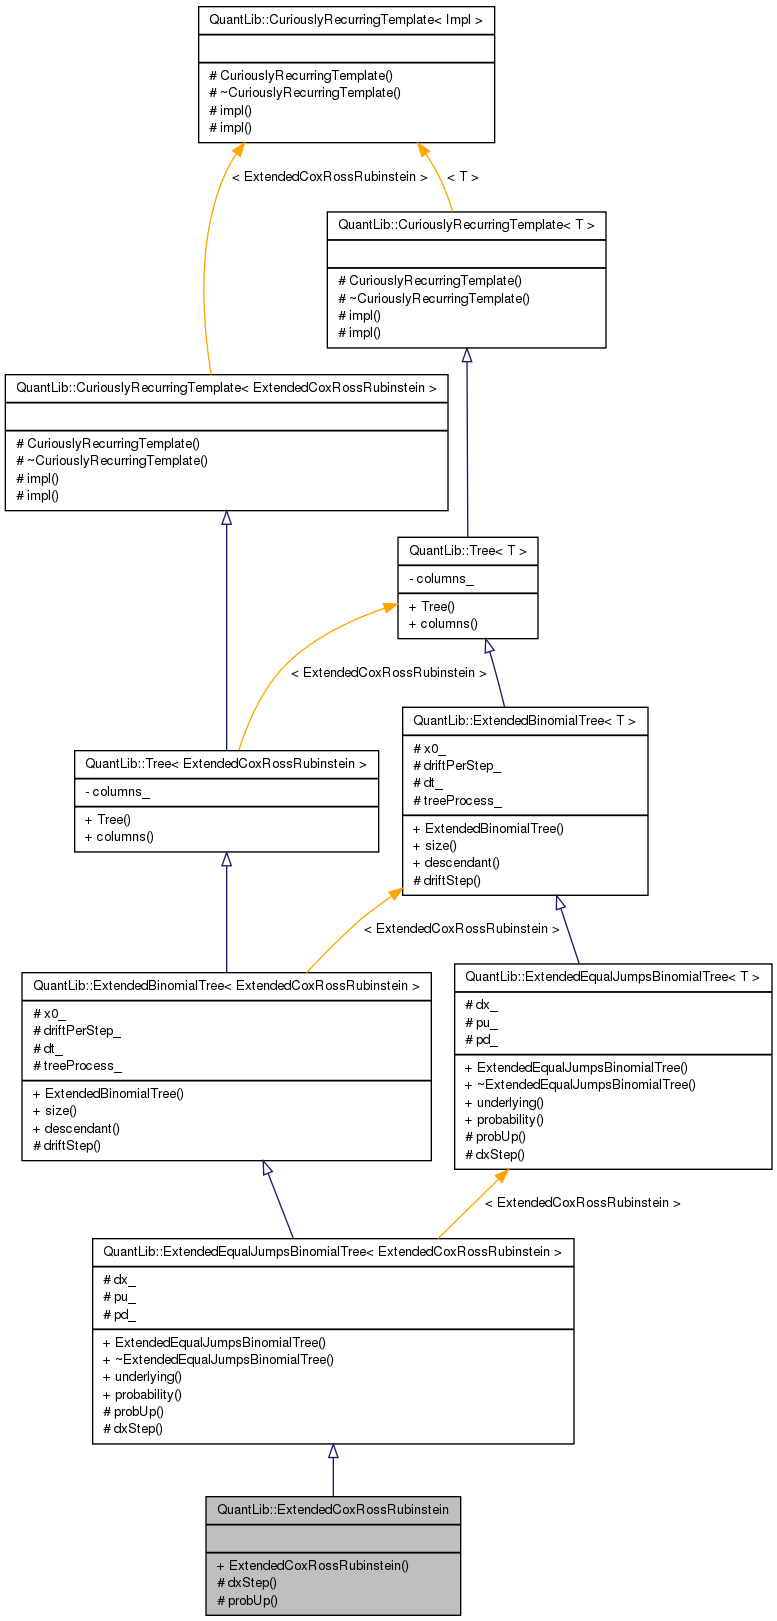 QuantLib::CuriouslyRecurringTemplate< Impl >
# CuriouslyRecurringTemplate()
# ~CuriouslyRecurringTemplate()
# impl()
# impl()
< ExtendedCoxRossRubinstein >
< T >
QuantLib::CuriouslyRecurringTemplate< T >
# CuriouslyRecurringTemplate()
# ~CuriouslyRecurringTemplate()
# impl()
# impl()
QuantLib::CuriouslyRecurringTemplate< ExtendedCoxRossRubinstein >
# CuriouslyRecurringTemplate()
# ~CuriouslyRecurringTemplate()
# impl()
# impl()
QuantLib::Tree< T >
- columns_
+ Tree()
+ columns()
< ExtendedCoxRossRubinstein >
QuantLib::ExtendedBinomialTree< T >
# x0_
# driftPerStep_
# dt_
# treeProcess_
+ ExtendedBinomialTree()
+ size()
+ descendant()
# driftStep()
QuantLib::Tree< ExtendedCoxRossRubinstein >
- columns_
+ Tree()
+ columns()
< ExtendedCoxRossRubinstein >
QuantLib::ExtendedEqualJumpsBinomialTree< T >
# dx_
# pu_
# pd_
+ ExtendedEqualJumpsBinomialTree()
+ ~ExtendedEqualJumpsBinomialTree()
+ underlying()
+ probability()
# probUp()
# dxStep()
QuantLib::ExtendedBinomialTree< ExtendedCoxRossRubinstein >
# x0_
# driftPerStep_
# dt_
# treeProcess_
+ ExtendedBinomialTree()
+ size()
+ descendant()
# driftStep()
< ExtendedCoxRossRubinstein >
QuantLib::ExtendedEqualJumpsBinomialTree< ExtendedCoxRossRubinstein >
# dx_
# pu_
# pd_
+ ExtendedEqualJumpsBinomialTree()
+ ~ExtendedEqualJumpsBinomialTree()
+ underlying()
+ probability()
# probUp()
# dxStep()
QuantLib::ExtendedCoxRossRubinstein
+ ExtendedCoxRossRubinstein()
# dxStep()
# probUp()